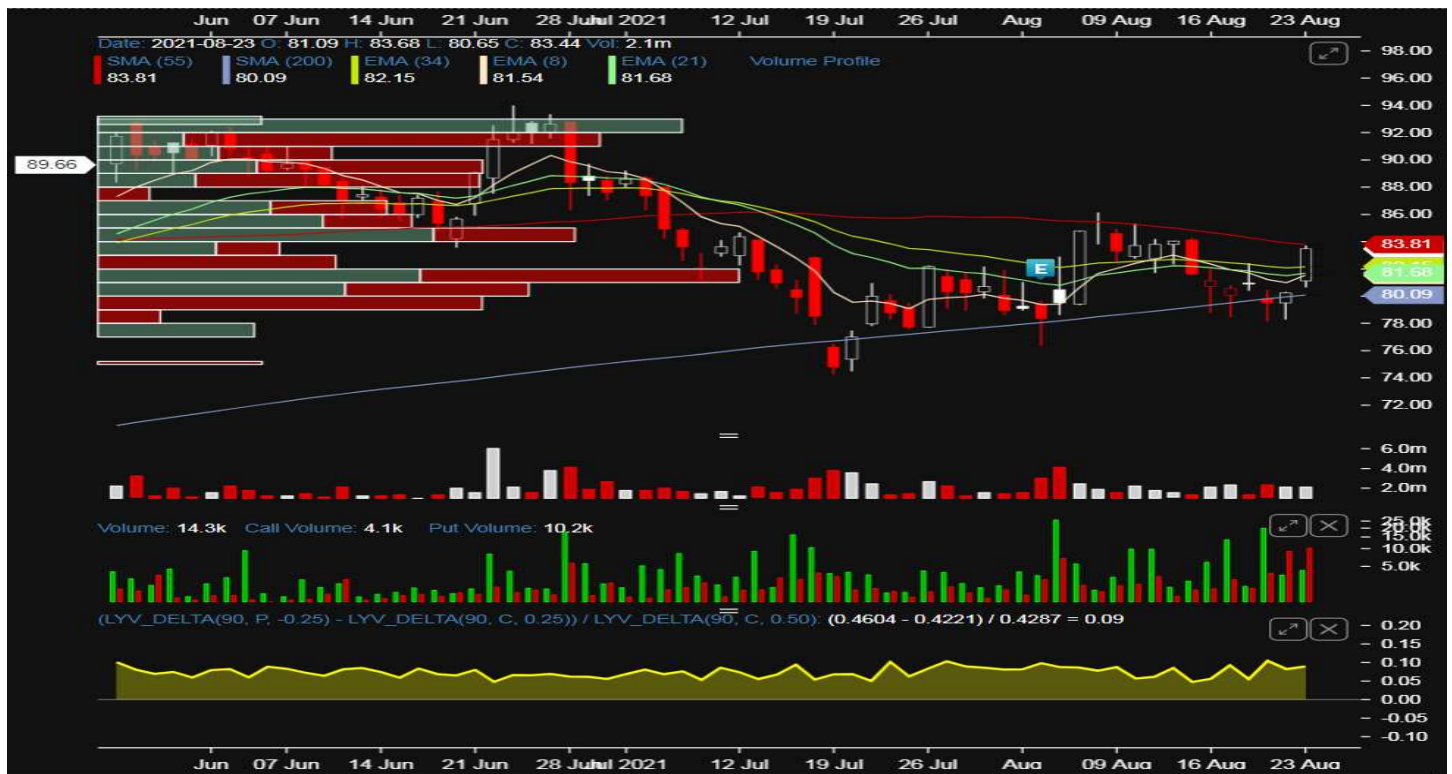 Jun 07 Jun 14 Jun 21 Jun 28 Jun Jul 2021 12 Jul 19 Jul 26 Jul Aug 09 Aug 16 Aug 23 Aug
Date: 2021-08-23 O: 81.09 H: 83.68 L: 80.65 C: 83.44 Vol: 2.1m
SMA (55) SMA (200) EMA (34) EMA (8) EMA (21) Volume Profile
83.81 80.09 82.15 81.54 81.68
98.00
96.00
94.00
92.00
90.00
89.66
88.00
86.00
83.81
81.68
80.09
78.00
76.00
74.00
72.00
E
6.0m
4.0m
2.0m
Volume: 14.3k Call Volume: 4.1k Put Volume: 10.2k
25.0k
20.0k
15.0k
10.0k
5.0k
(LYV_DELTA(90, P, -0.25) - LYV_DELTA(90, C, 0.25)) / LYV_DELTA(90, C, 0.50): (0.4604 - 0.4221) / 0.4287 = 0.09
0.20
0.15
0.10
0.05
0.00
-0.05
-0.10
Jun 07 Jun 14 Jun 21 Jun 28 Jun Jul 2021 12 Jul 19 Jul 26 Jul Aug 09 Aug 16 Aug 23 Aug